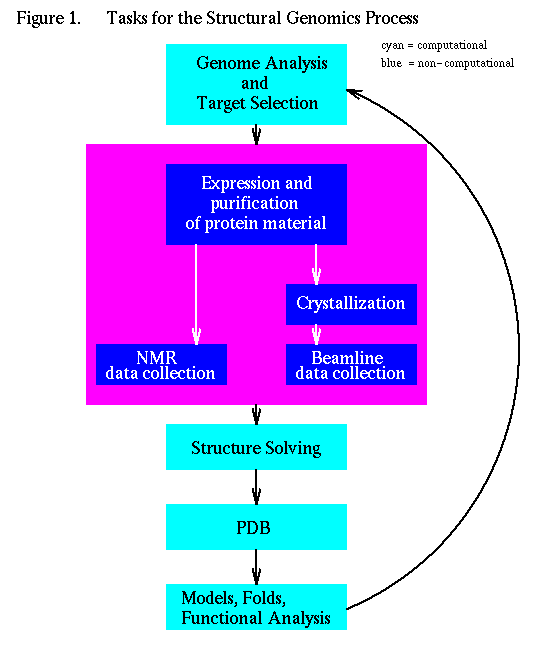 Figure 1. Tasks for the Structural Genomics Process
cyan = computational
blue = non-computational
Genome Analysis
and
Target Selection
Expression and
purification
of protein material
Crystallization
NMR
data collection
Beamline
data collection
Structure Solving
PDB
Models, Folds,
Functional Analysis